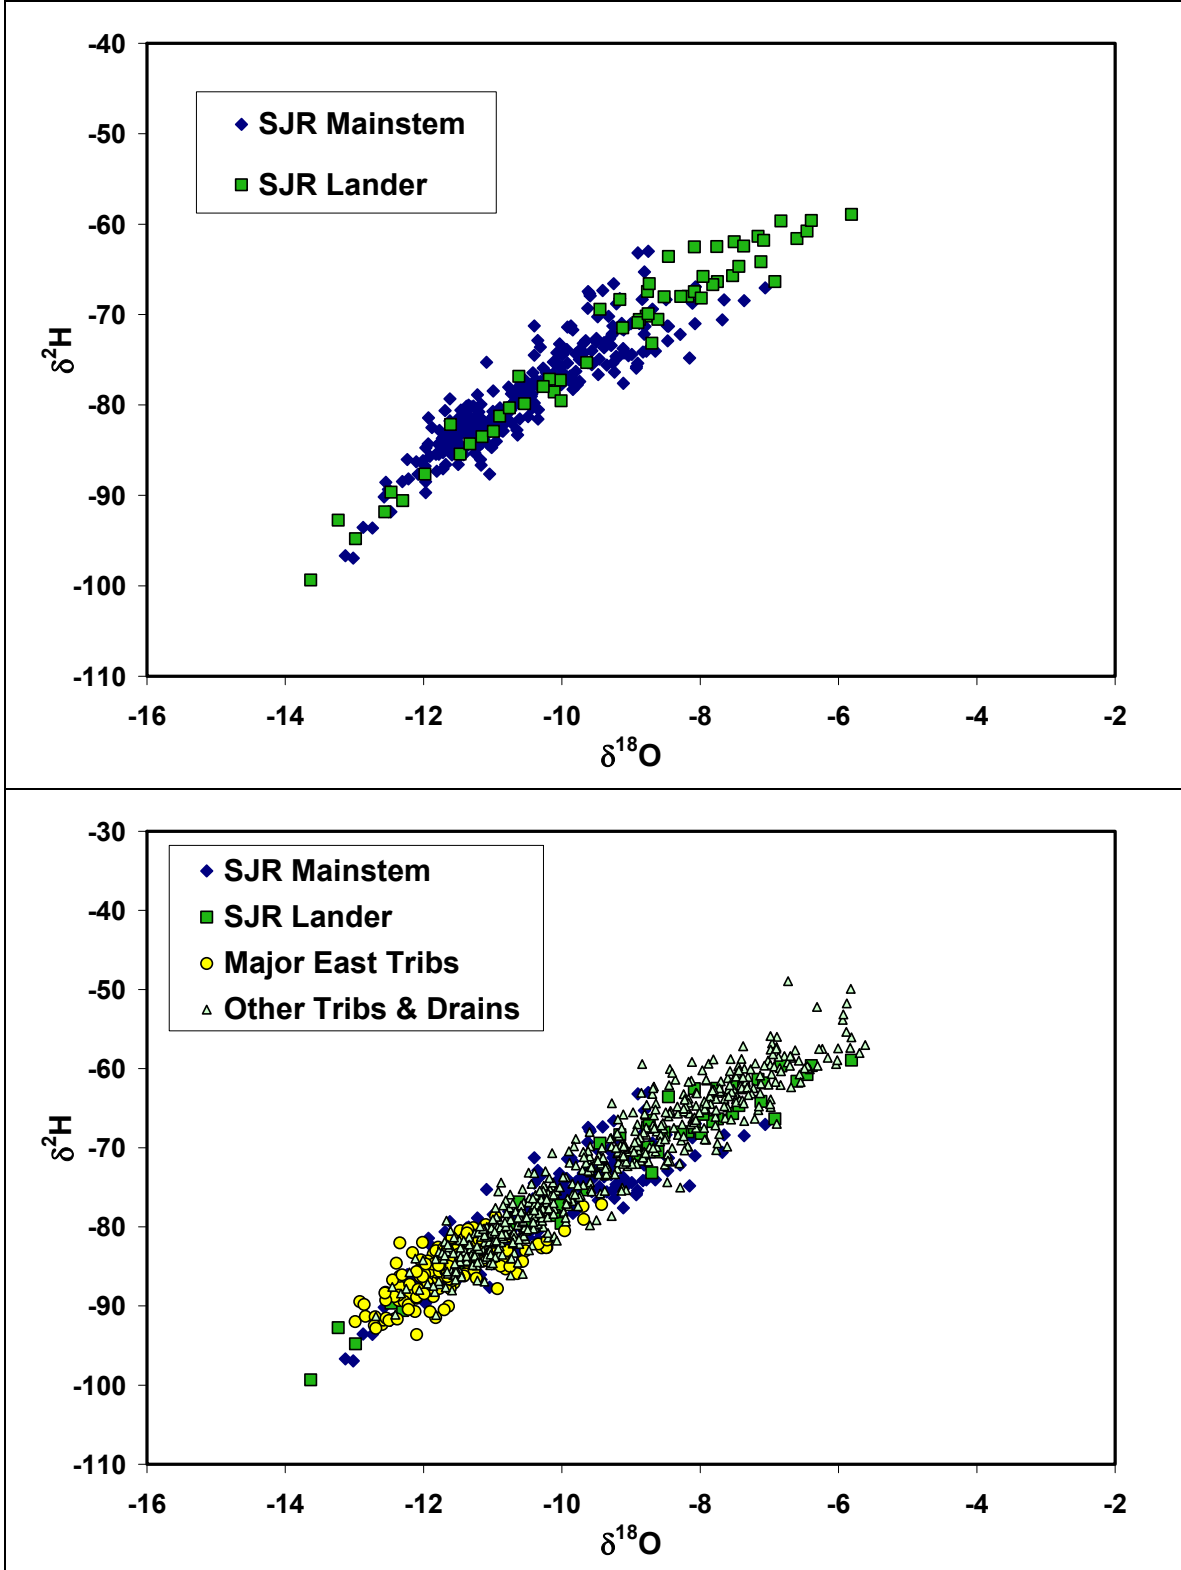 -40
-50
-60
-70
-80
-90
-100
-110
δ²H
SJR Mainstem
SJR Lander
-16 -14 -12 -10 -8 -6 -4 -2
δ¹⁸O
-30
-40
-50
-60
-70
-80
-90
-100
-110
δ²H
SJR Mainstem
SJR Lander
Major East Tribs
Other Tribs & Drains
-16 -14 -12 -10 -8 -6 -4 -2
δ¹⁸O